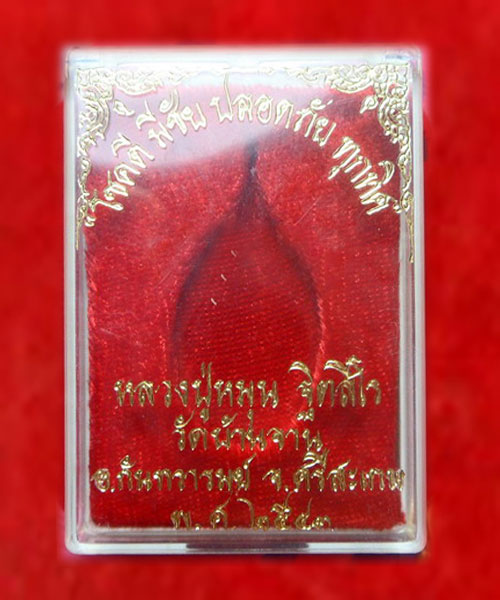 โชคดี มีชัย ปลอดภัย ทุกทิศ
หลวงปู่หมุน ฐิตสีโร
วัดบ้านจาน
อ.กันทรารมย์ จ.ศรีสะเกษ
พ.ศ.๒๕๔๓